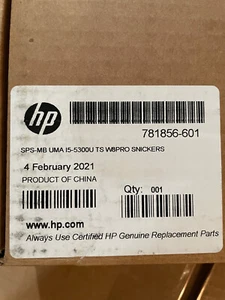 hp
781856-601
SPS-MB UMA I5-5300U TS W8PRO SNICKERS
4 February 2021
PRODUCT OF CHINA
Qty: 001
www.hp.com
Always Use Certified HP Genuine Replacement Parts